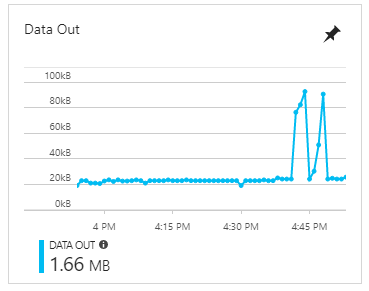 Data Out
100kB
80kB
60kB
40kB
20kB
0kB
4 PM 4:15 PM 4:30 PM 4:45 PM
DATA OUT
1.66 MB